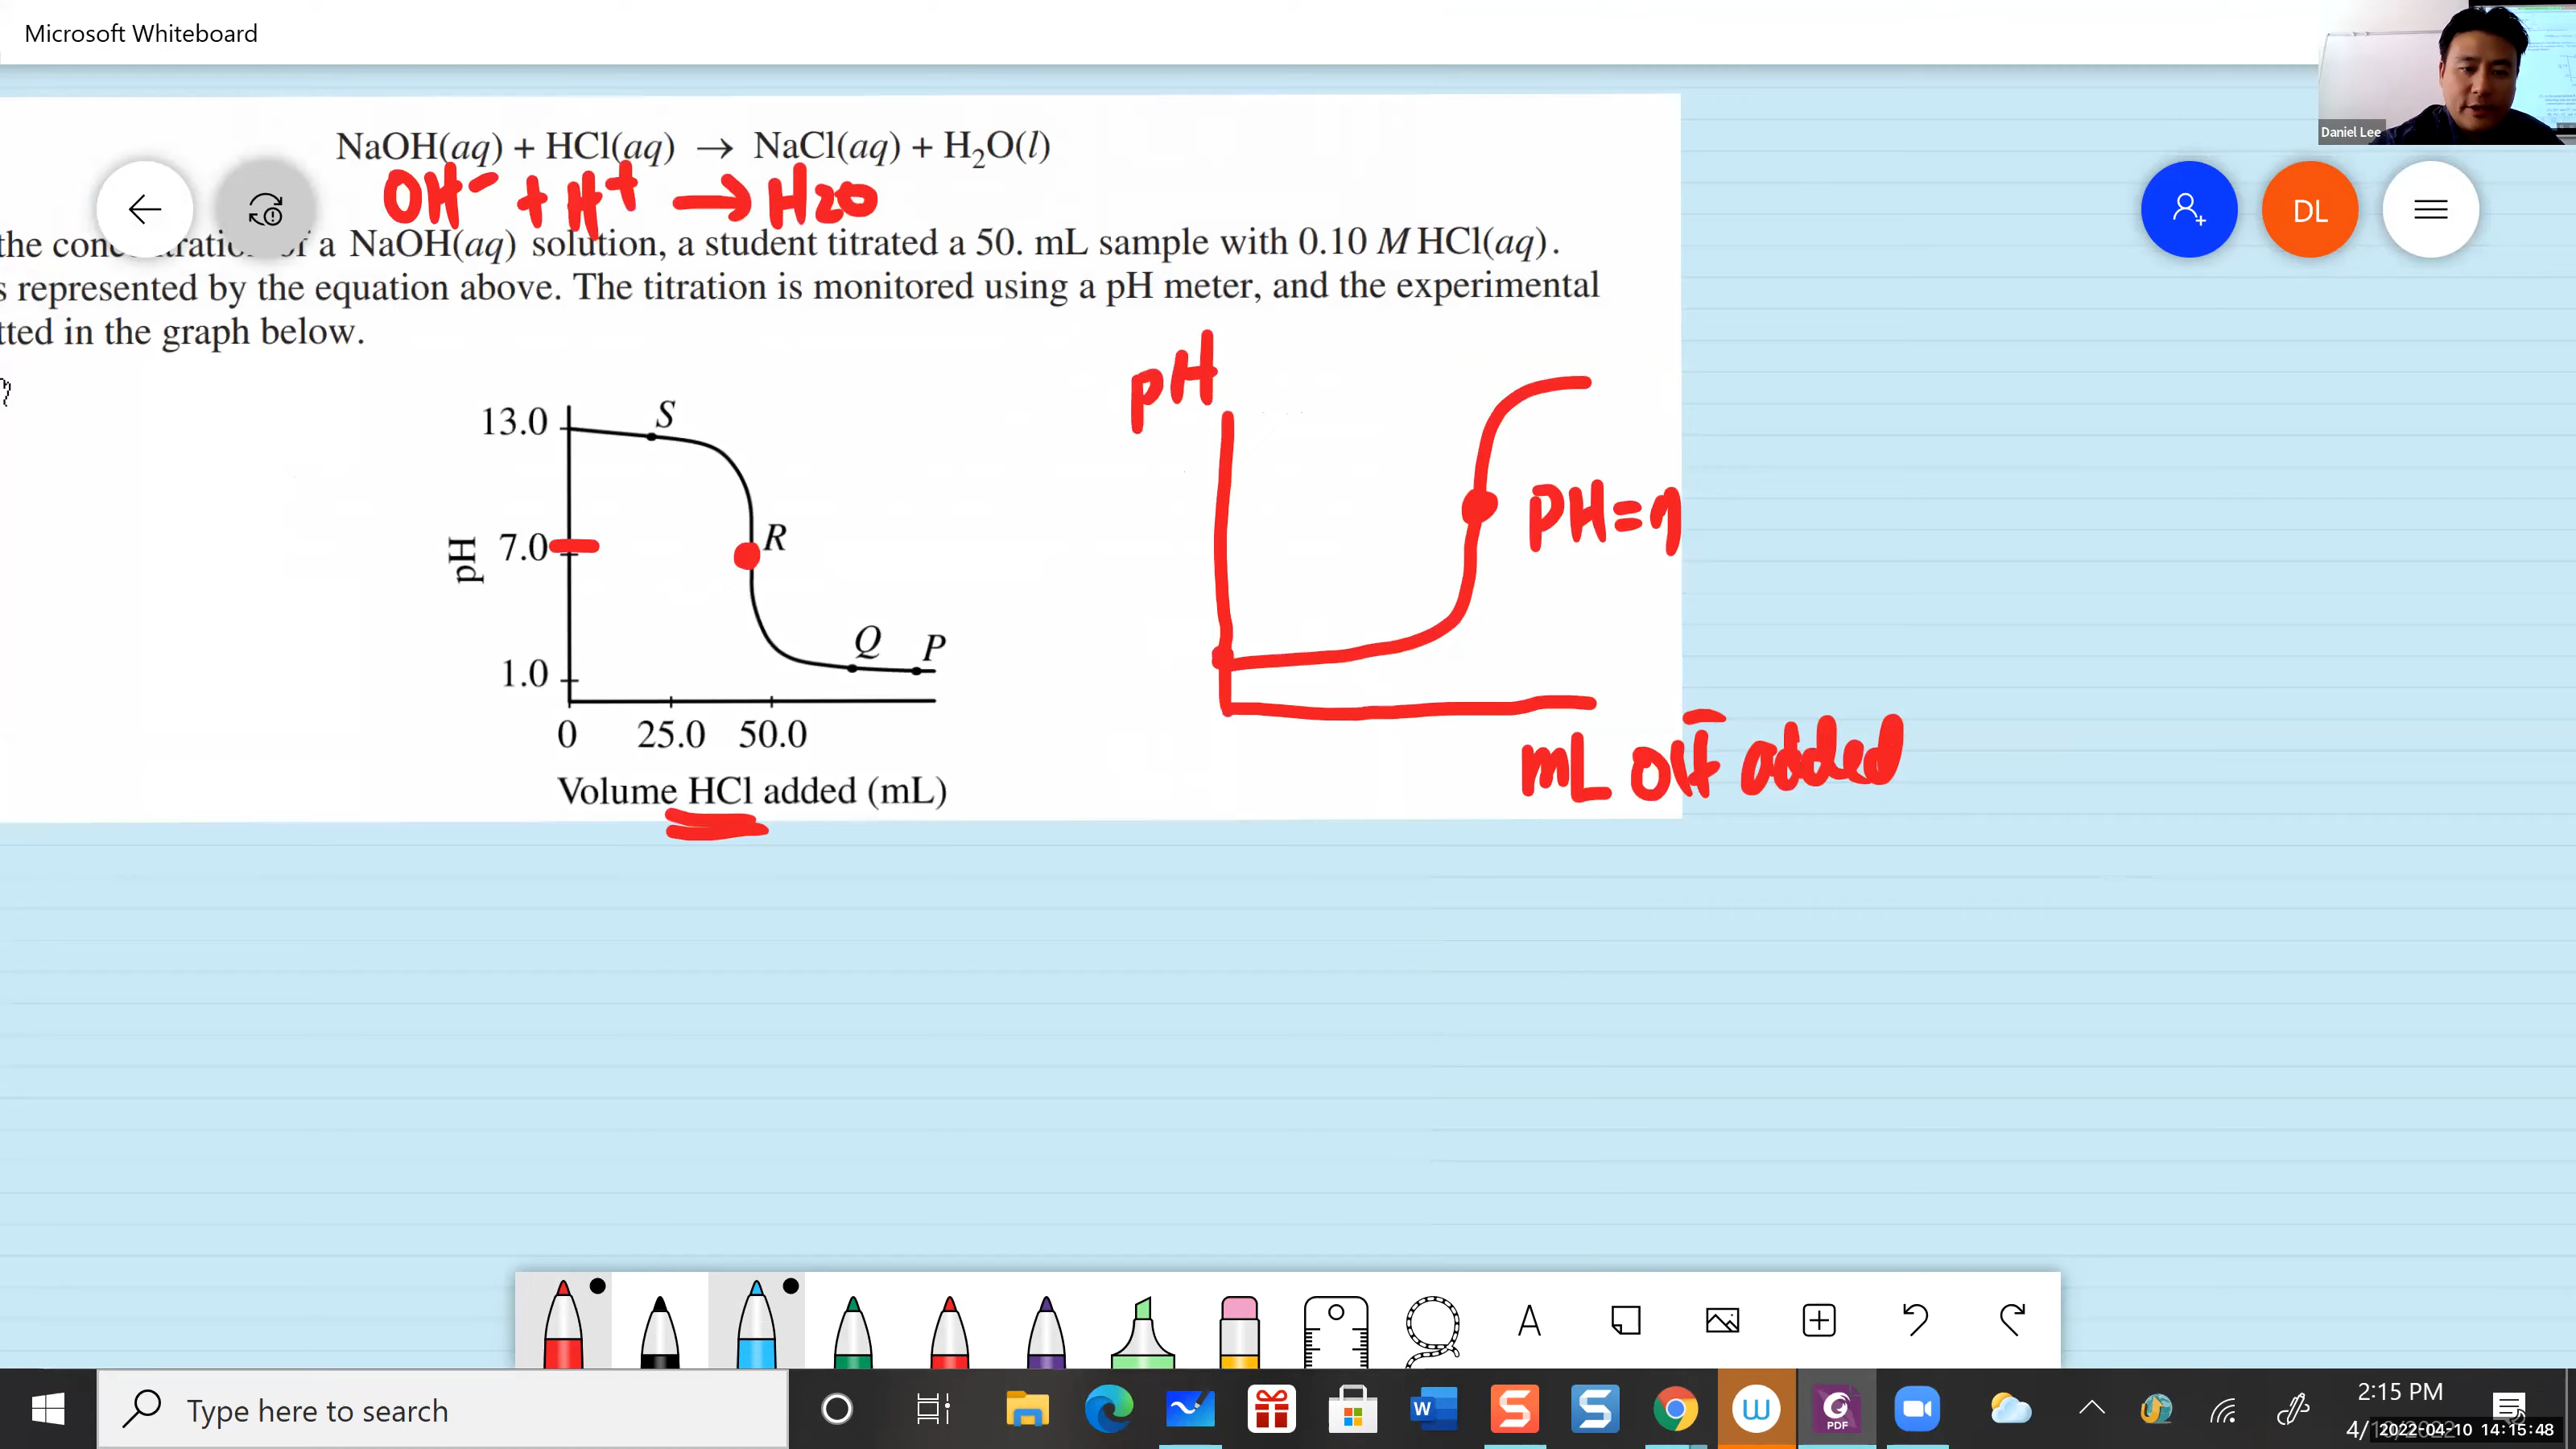 Microsoft Whiteboard
Daniel Lee
NaOH(aq) + HCl(aq) → NaCl(aq) + H₂O(l)
OH⁻ + H⁺ → H2O
DL
the a NaOH(aq) solution, a student titrated a 50. mL sample with 0.10 M HCl(aq).
s represented by the equation above. The titration is monitored using a pH meter, and the experimental
tted in the graph below.
pH
13.0
S
7.0
R
pH
1.0
Q
P
0 25.0 50.0
Volume HCl added (mL)
pH=7
mL OH⁻ added
Type here to search
W
S
S
W
PDF
2:15 PM
2022-04-10 14:15:48